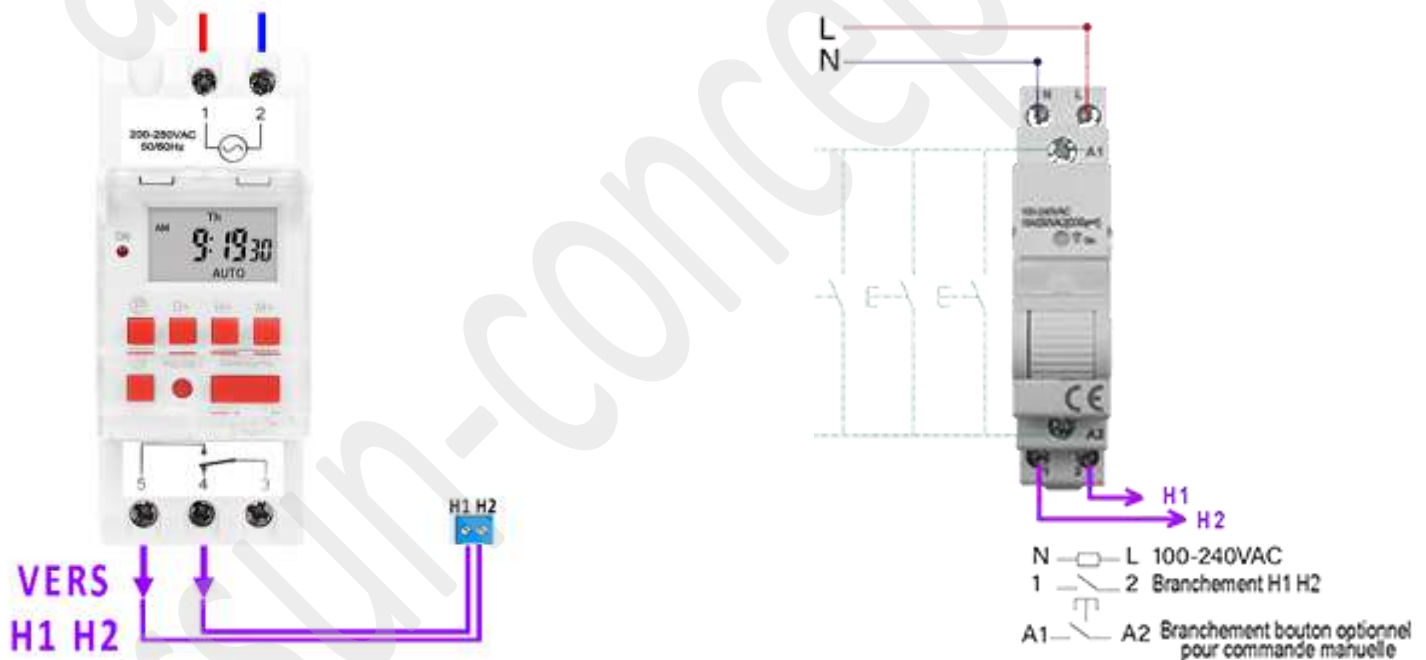 1 2
200-250VAC
50/60Hz
Th
AM
9:19 30
AUTO
5 4 3
VERS
H1 H2
H1 H2
L
N
N L
A1
CE
A2
H1
H2
N L 100-240VAC
1 2 Branchement H1 H2
A1 A2 Branchement bouton optionnel
pour commande manuelle